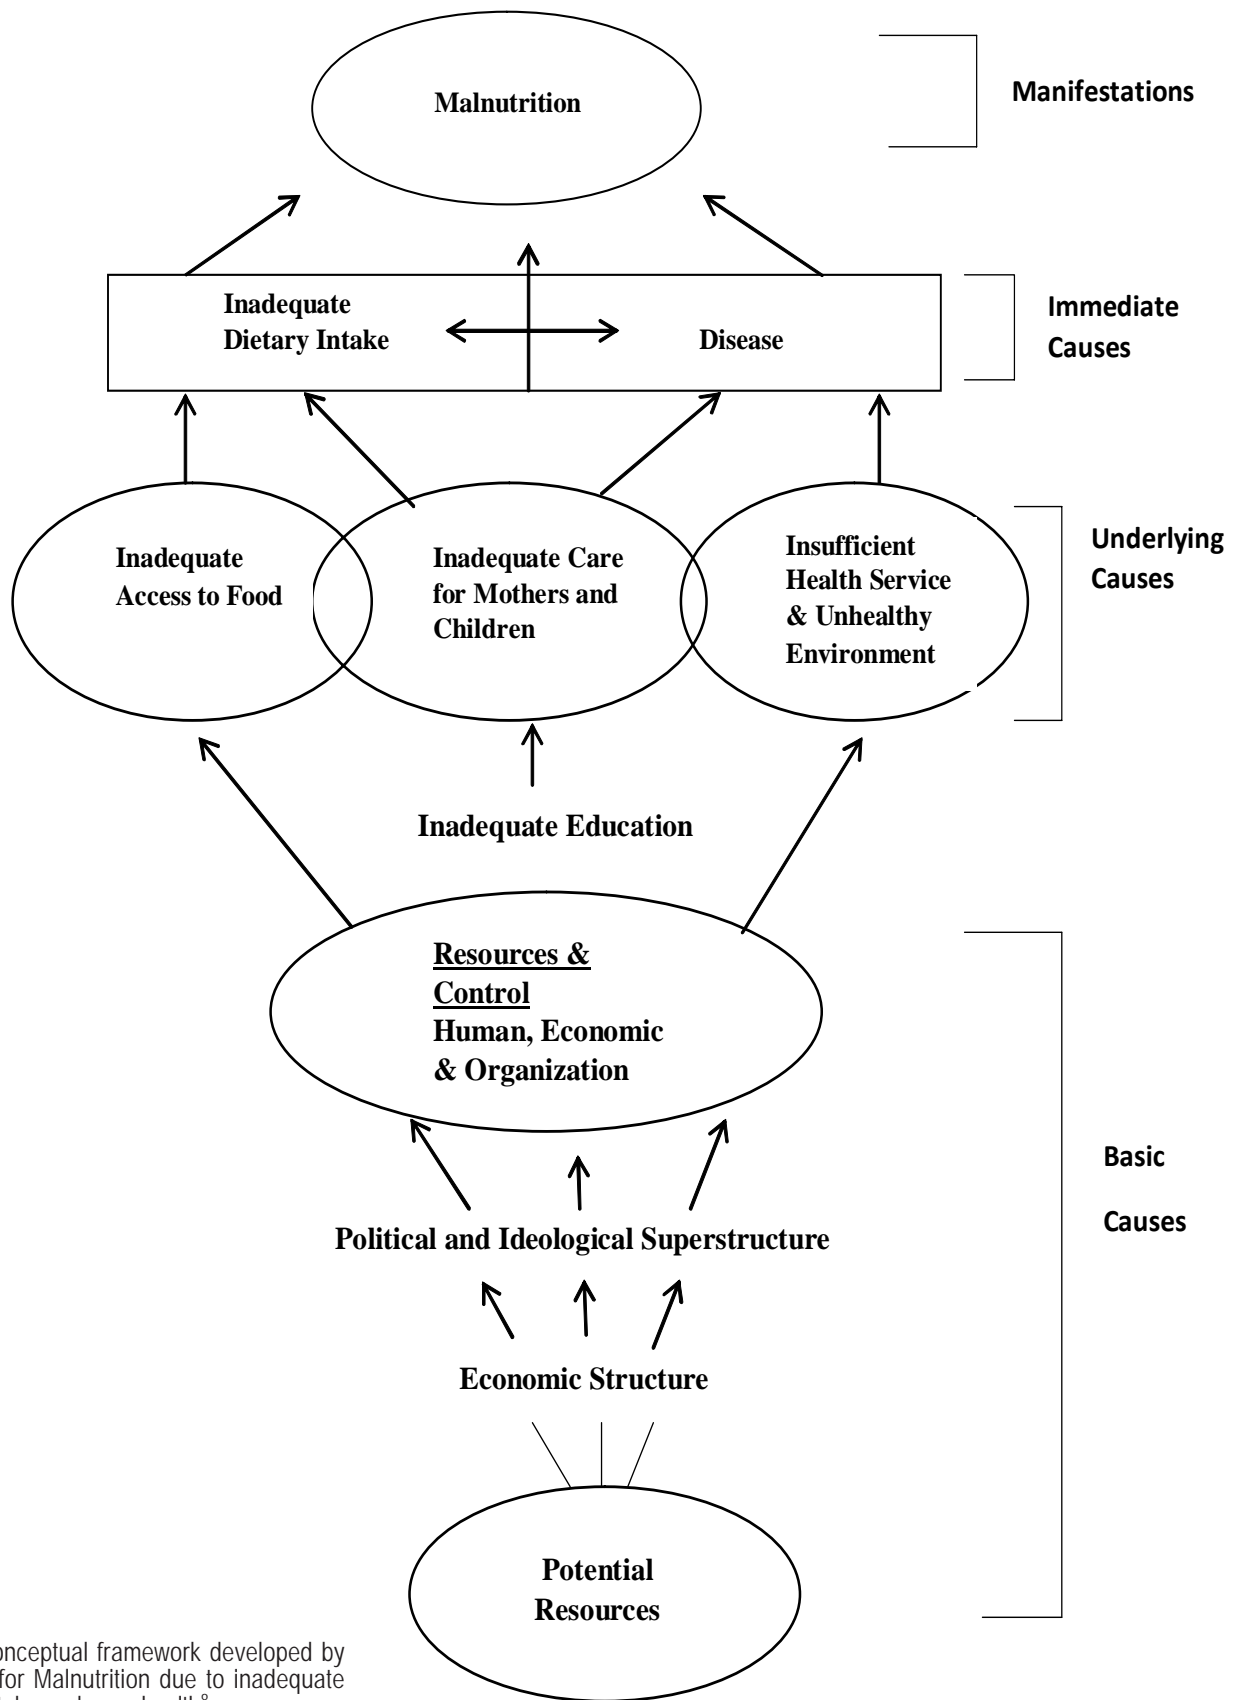 Malnutrition
Manifestations
Inadequate
Dietary Intake
Disease
Immediate
Causes
Inadequate
Access to Food
Inadequate Care
for Mothers and
Children
Insufficient
Health Service
& Unhealthy
Environment
Underlying
Causes
Inadequate Education
Resources &
Control
Human, Economic
& Organization
Basic
Causes
Political and Ideological Superstructure
Economic Structure
Potential
Resources
onceptual framework developed by
for Malnutrition due to inadequate